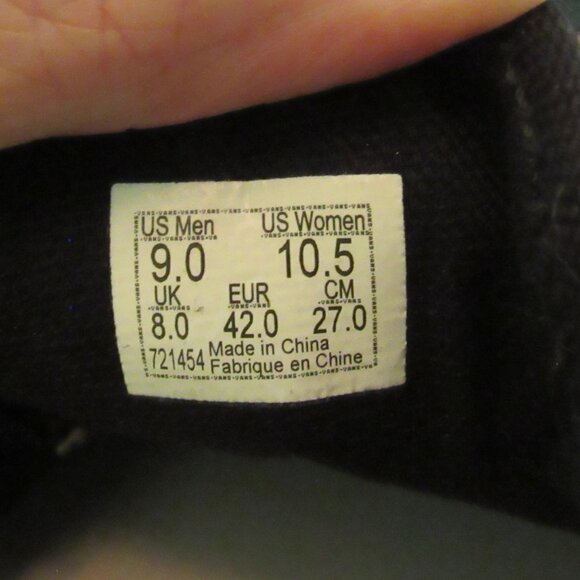 US Men US Women
9.0 10.5
UK EUR CM
8.0 42.0 27.0
721454 Made in China
Fabrique en Chine